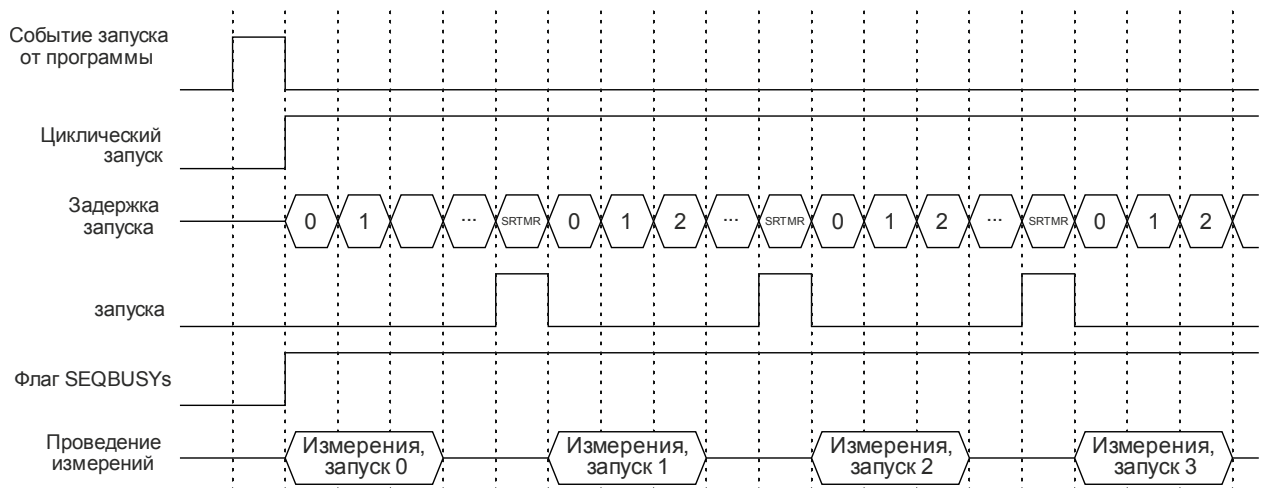 Событие запуска
от программы
Циклический
запуск
Задержка
запуска
0 1 ... SRTMR 0 1 2 ... SRTMR 0 1 2 ... SRTMR 0 1 2
запуска
Флаг SEQBUSYs
Проведение
измерений
Измерения,
запуск 0
Измерения,
запуск 1
Измерения,
запуск 2
Измерения,
запуск 3